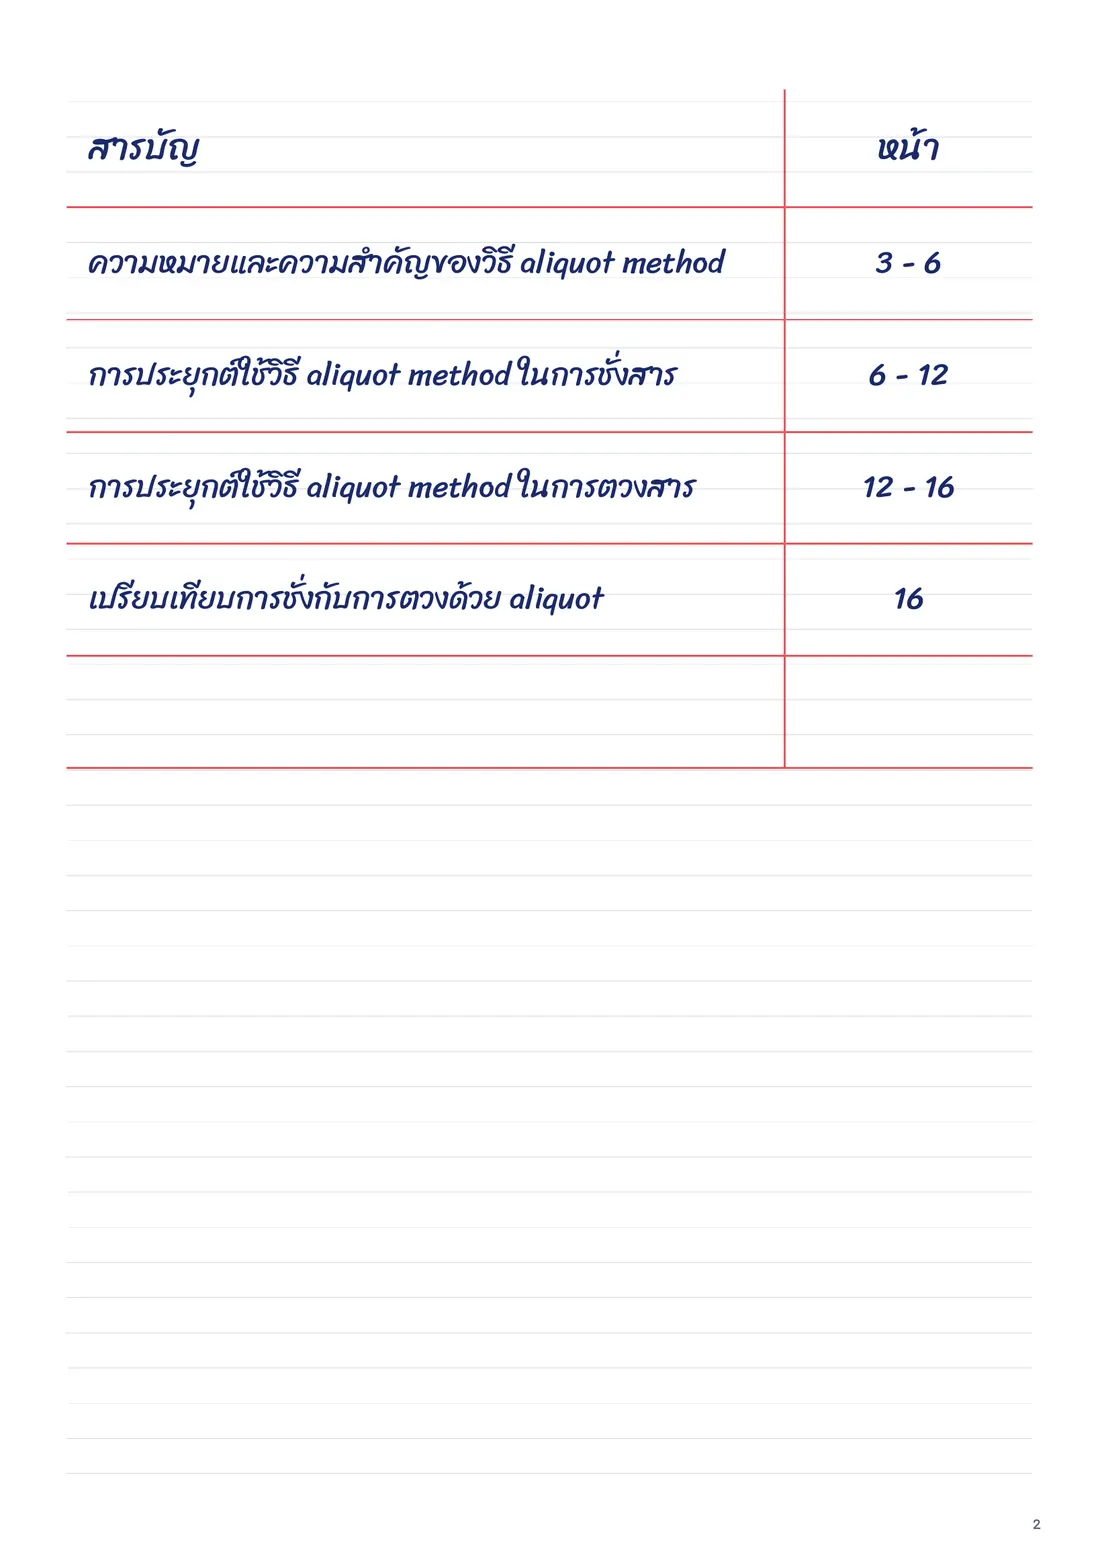 สารบัญ หน้า
ความหมายและความสำคัญของวิธี aliquot method 3 - 6
การประยุกต์ใช้วิธี aliquot method ในการชั่งสาร 6 - 12
การประยุกต์ใช้วิธี aliquot method ในการตวงสาร 12 - 16
เปรียบเทียบการชั่งกับการตวงด้วย aliquot 16
2